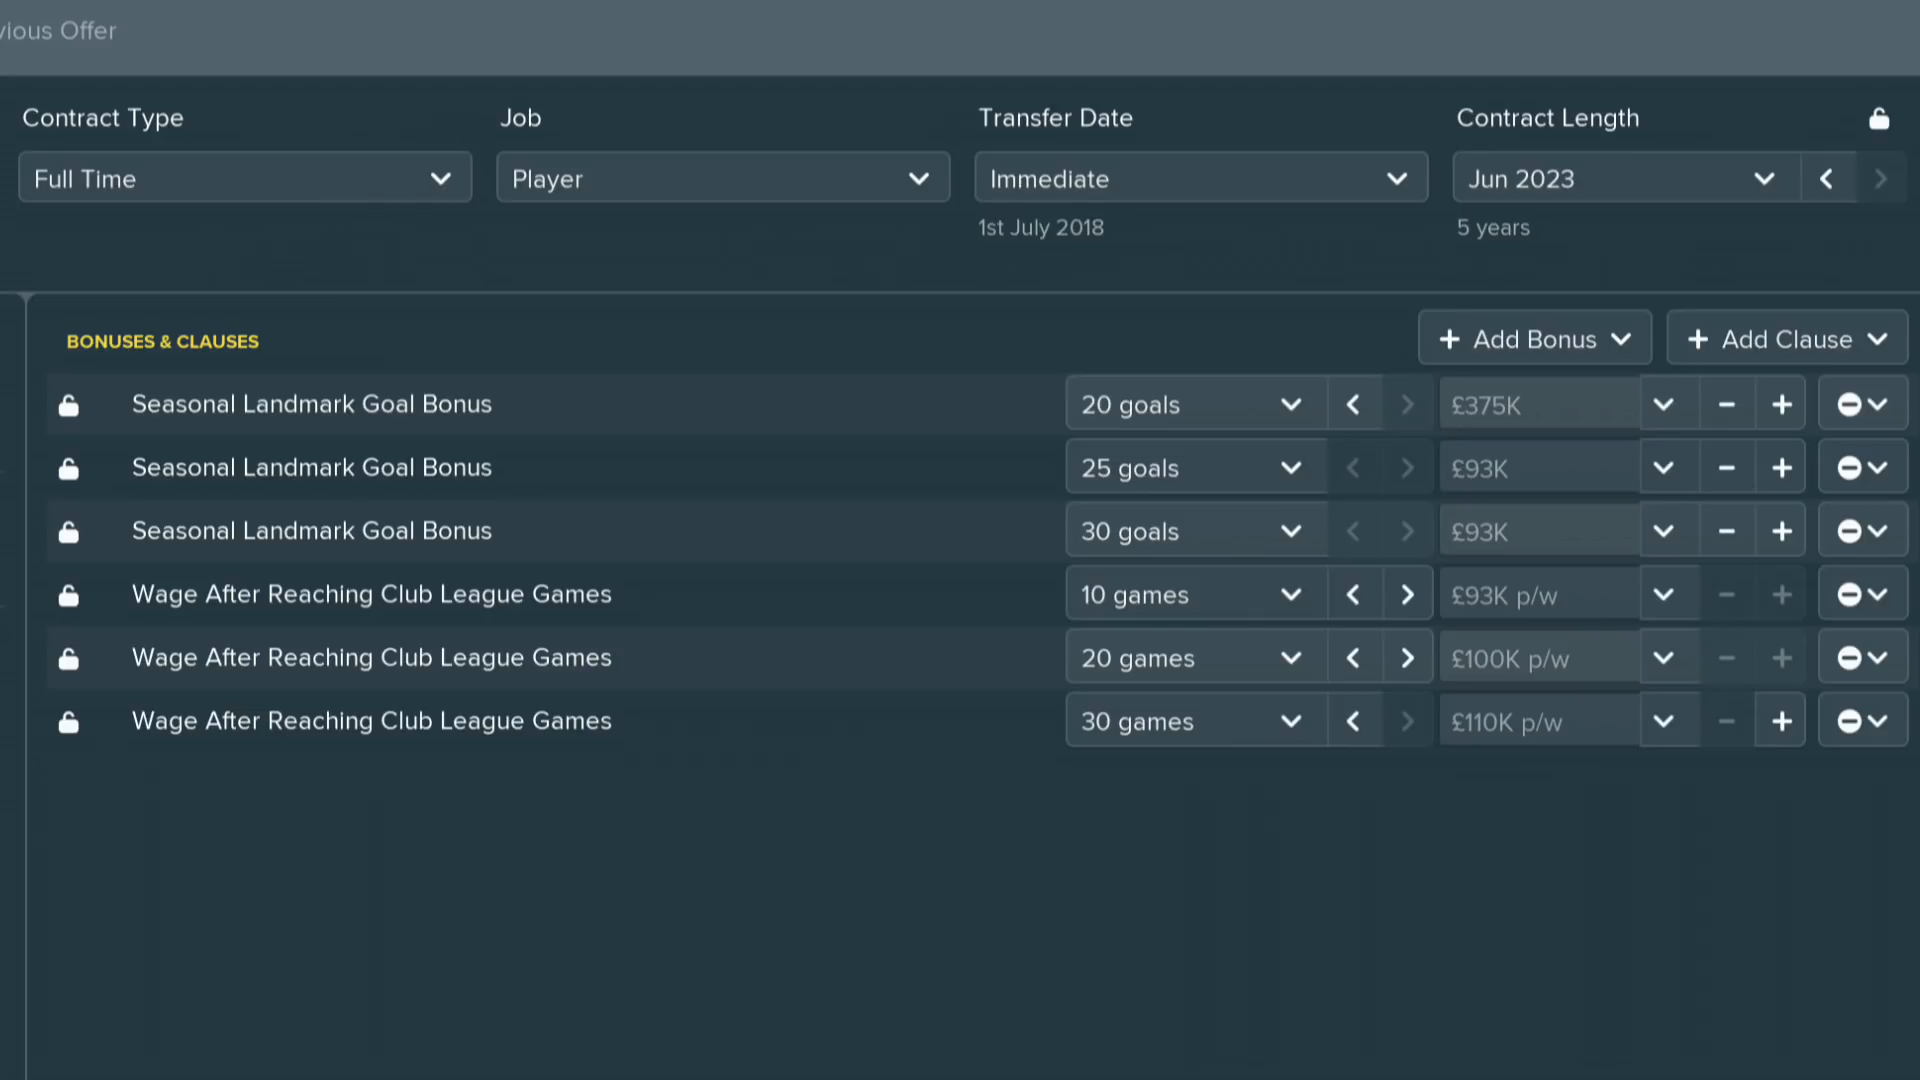 Offer
Contract Type Job Transfer Date Contract Length
Full Time Player Immediate Jun 2023
1st July 2018 5 years
BONUSES & CLAUSES Add Bonus Add Clause
Seasonal Landmark Goal Bonus 20 goals £375K
Seasonal Landmark Goal Bonus 25 goals £93K
Seasonal Landmark Goal Bonus 30 goals £93K
Wage After Reaching Club League Games 10 games £93K p/w
Wage After Reaching Club League Games 20 games £100K p/w
Wage After Reaching Club League Games 30 games £110K p/w